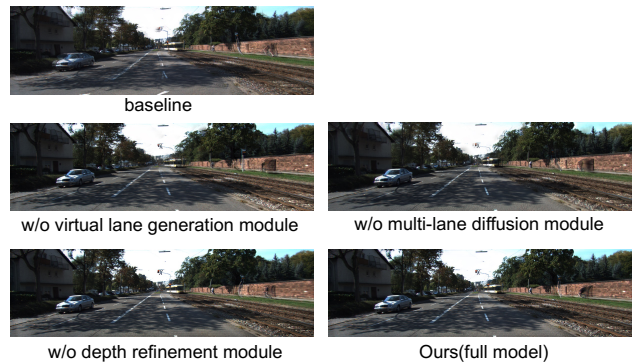 baseline
w/o virtual lane generation module
w/o multi-lane diffusion module
w/o depth refinement module
Ours(full model)